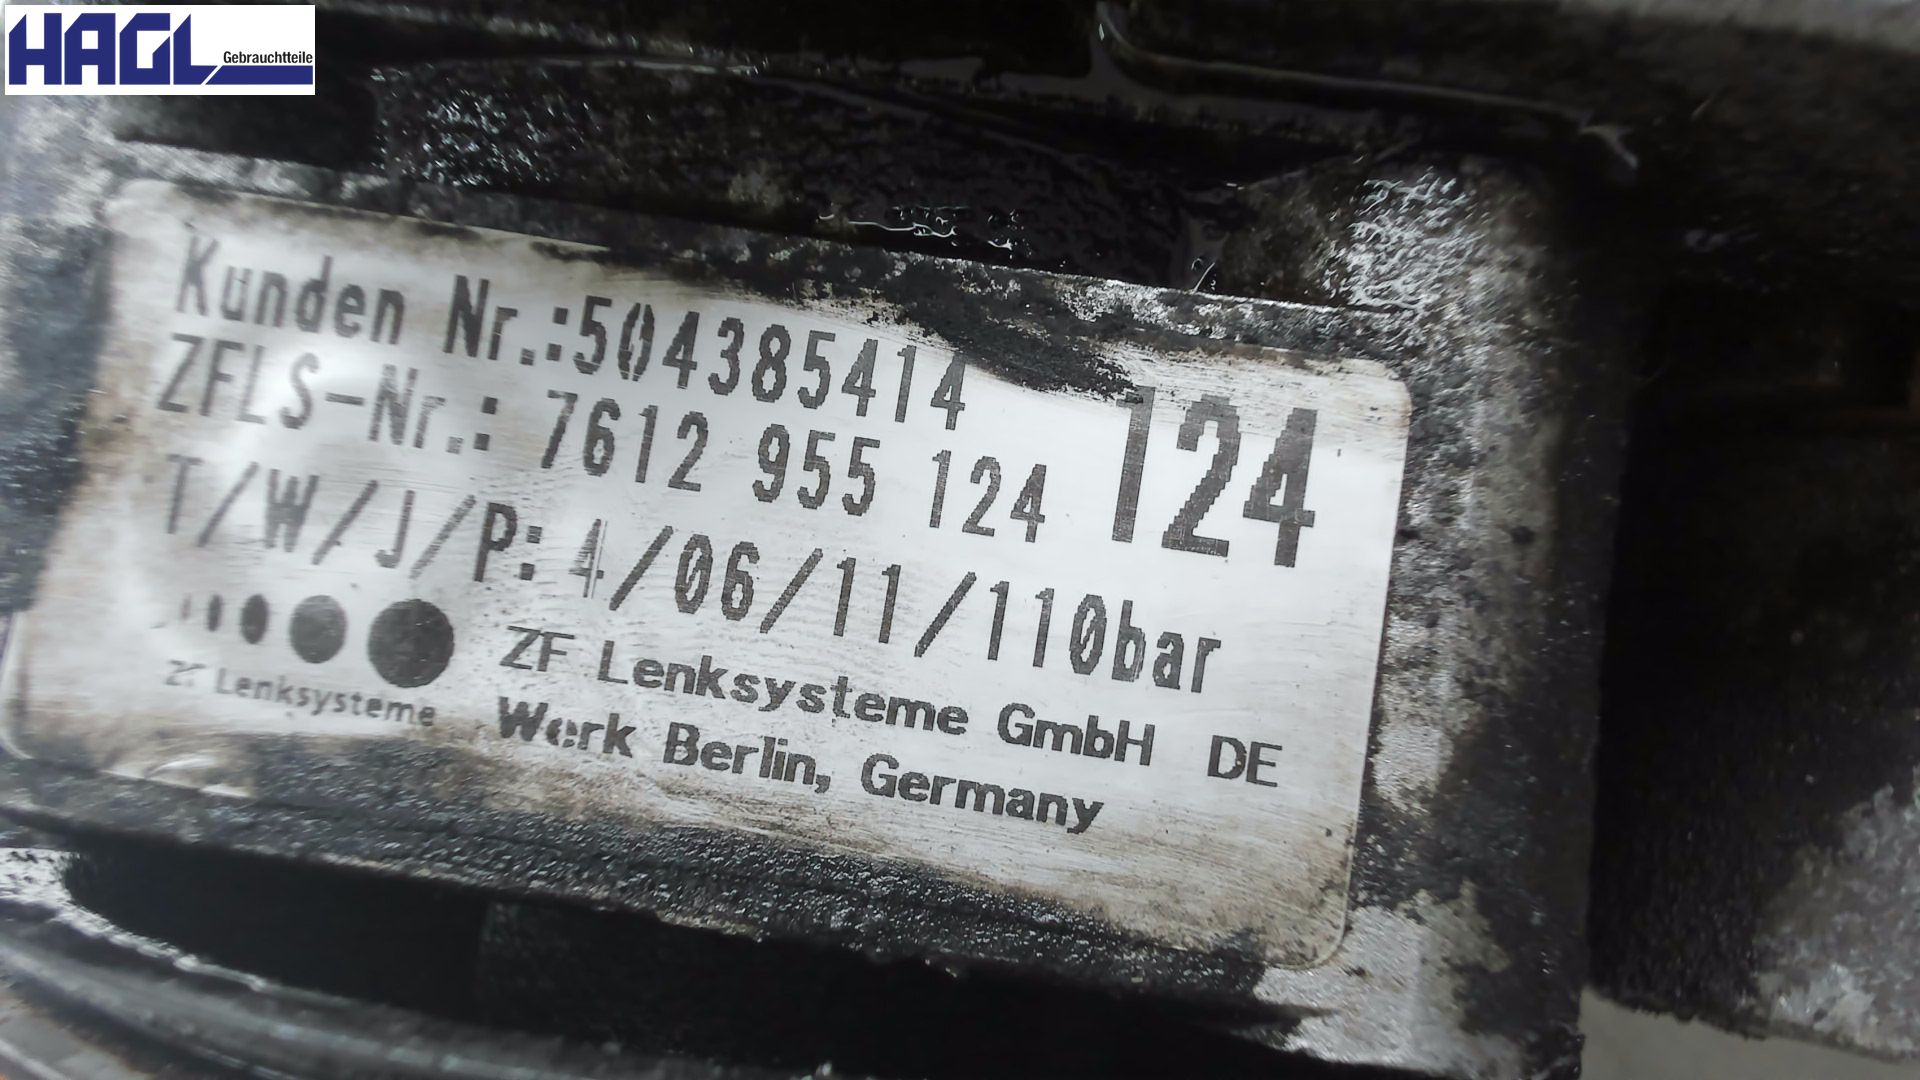 HAGL
Gebrauchtteile
Kunden Nr.:504385414
ZFLS-Nr.: 7612 955 124 124
T/W/J/P: 4/06/11/110bar
ZF Lenksysteme
ZF Lenksysteme GmbH DE
Werk Berlin, Germany